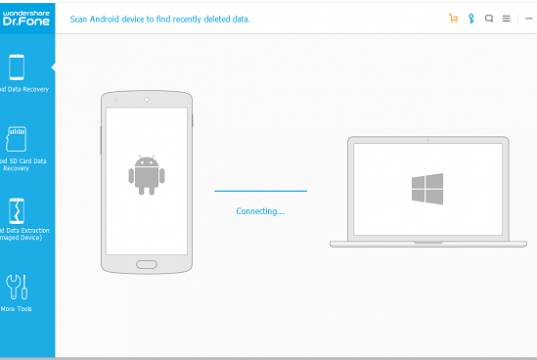 wondershare
Dr.Fone
Scan Android device to find recently deleted data.
oid Data Recovery
oid SD Card Data
Recovery
oid Data Extraction
maged Device)
More Tools
Connecting...